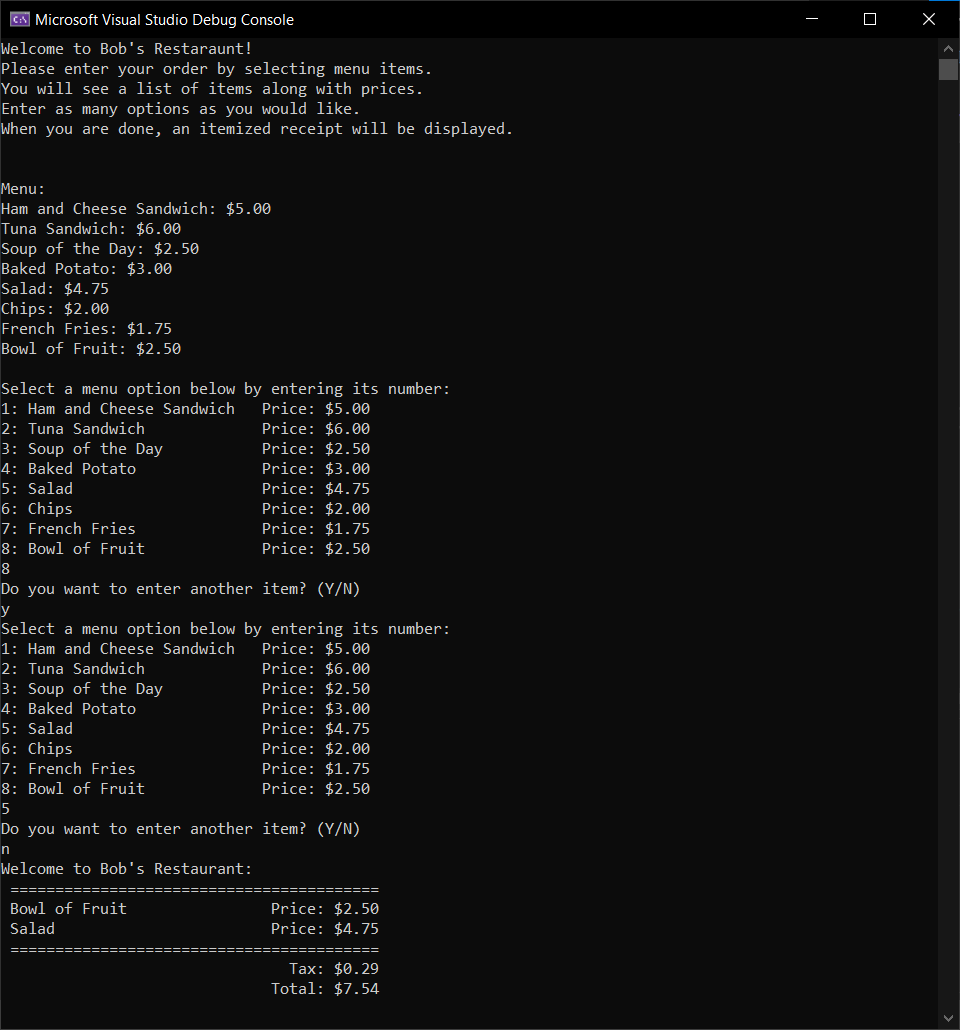 Microsoft Visual Studio Debug Console
Welcome to Bob's Restaraunt!
Please enter your order by selecting menu items.
You will see a list of items along with prices.
Enter as many options as you would like.
When you are done, an itemized receipt will be displayed.
Menu:
Ham and Cheese Sandwich: $5.00
Tuna Sandwich: $6.00
Soup of the Day: $2.50
Baked Potato: $3.00
Salad: $4.75
Chips: $2.00
French Fries: $1.75
Bowl of Fruit: $2.50
Select a menu option below by entering its number:
1: Ham and Cheese Sandwich   Price: $5.00
2: Tuna Sandwich             Price: $6.00
3: Soup of the Day           Price: $2.50
4: Baked Potato              Price: $3.00
5: Salad                     Price: $4.75
6: Chips                     Price: $2.00
7: French Fries              Price: $1.75
8: Bowl of Fruit             Price: $2.50
8
Do you want to enter another item? (Y/N)
y
Select a menu option below by entering its number:
1: Ham and Cheese Sandwich   Price: $5.00
2: Tuna Sandwich             Price: $6.00
3: Soup of the Day           Price: $2.50
4: Baked Potato              Price: $3.00
5: Salad                     Price: $4.75
6: Chips                     Price: $2.00
7: French Fries              Price: $1.75
8: Bowl of Fruit             Price: $2.50
5
Do you want to enter another item? (Y/N)
n
Welcome to Bob's Restaurant:
=========================================
Bowl of Fruit                Price: $2.50
Salad                        Price: $4.75
=========================================
Tax: $0.29
Total: $7.54